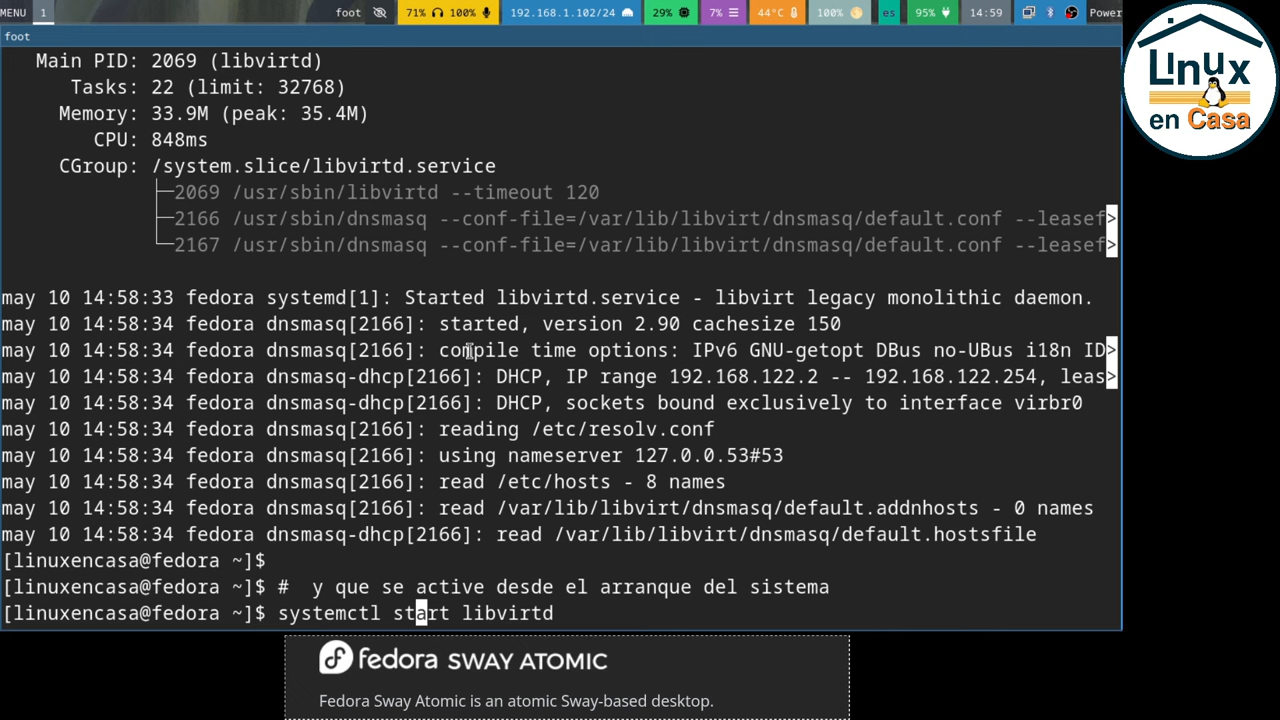 MENU 1 foot 71% 100% 192.168.1.102/24 29% 7% 44°C 100% es 95% 14:59 Power
foot
Main PID: 2069 (libvirtd)
Tasks: 22 (limit: 32768)
Memory: 33.9M (peak: 35.4M)
CPU: 848ms
CGroup: /system.slice/libvirtd.service
├─2069 /usr/sbin/libvirtd --timeout 120
├─2166 /usr/sbin/dnsmasq --conf-file=/var/lib/libvirt/dnsmasq/default.conf --leasef>
└─2167 /usr/sbin/dnsmasq --conf-file=/var/lib/libvirt/dnsmasq/default.conf --leasef>
may 10 14:58:33 fedora systemd[1]: Started libvirtd.service - libvirt legacy monolithic daemon.
may 10 14:58:34 fedora dnsmasq[2166]: started, version 2.90 cachesize 150
may 10 14:58:34 fedora dnsmasq[2166]: compile time options: IPv6 GNU-getopt DBus no-UBus i18n ID>
may 10 14:58:34 fedora dnsmasq-dhcp[2166]: DHCP, IP range 192.168.122.2 -- 192.168.122.254, leas>
may 10 14:58:34 fedora dnsmasq-dhcp[2166]: DHCP, sockets bound exclusively to interface virbr0
may 10 14:58:34 fedora dnsmasq[2166]: reading /etc/resolv.conf
may 10 14:58:34 fedora dnsmasq[2166]: using nameserver 127.0.0.53#53
may 10 14:58:34 fedora dnsmasq[2166]: read /etc/hosts - 8 names
may 10 14:58:34 fedora dnsmasq[2166]: read /var/lib/libvirt/dnsmasq/default.addnhosts - 0 names
may 10 14:58:34 fedora dnsmasq-dhcp[2166]: read /var/lib/libvirt/dnsmasq/default.hostsfile
[linuxencasa@fedora ~]$
[linuxencasa@fedora ~]$ #  y que se active desde el arranque del sistema
[linuxencasa@fedora ~]$ systemctl start libvirtd
Linux
en Casa
fedora SWAY ATOMIC
Fedora Sway Atomic is an atomic Sway-based desktop.